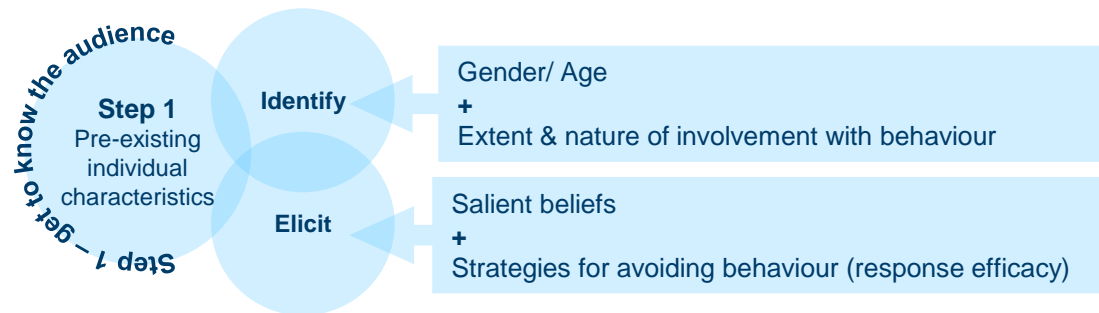 Step 1 – get to know the audience
Step 1
Pre-existing
individual
characteristics
Identify
Gender/ Age
+
Extent & nature of involvement with behaviour
Elicit
Salient beliefs
+
Strategies for avoiding behaviour (response efficacy)